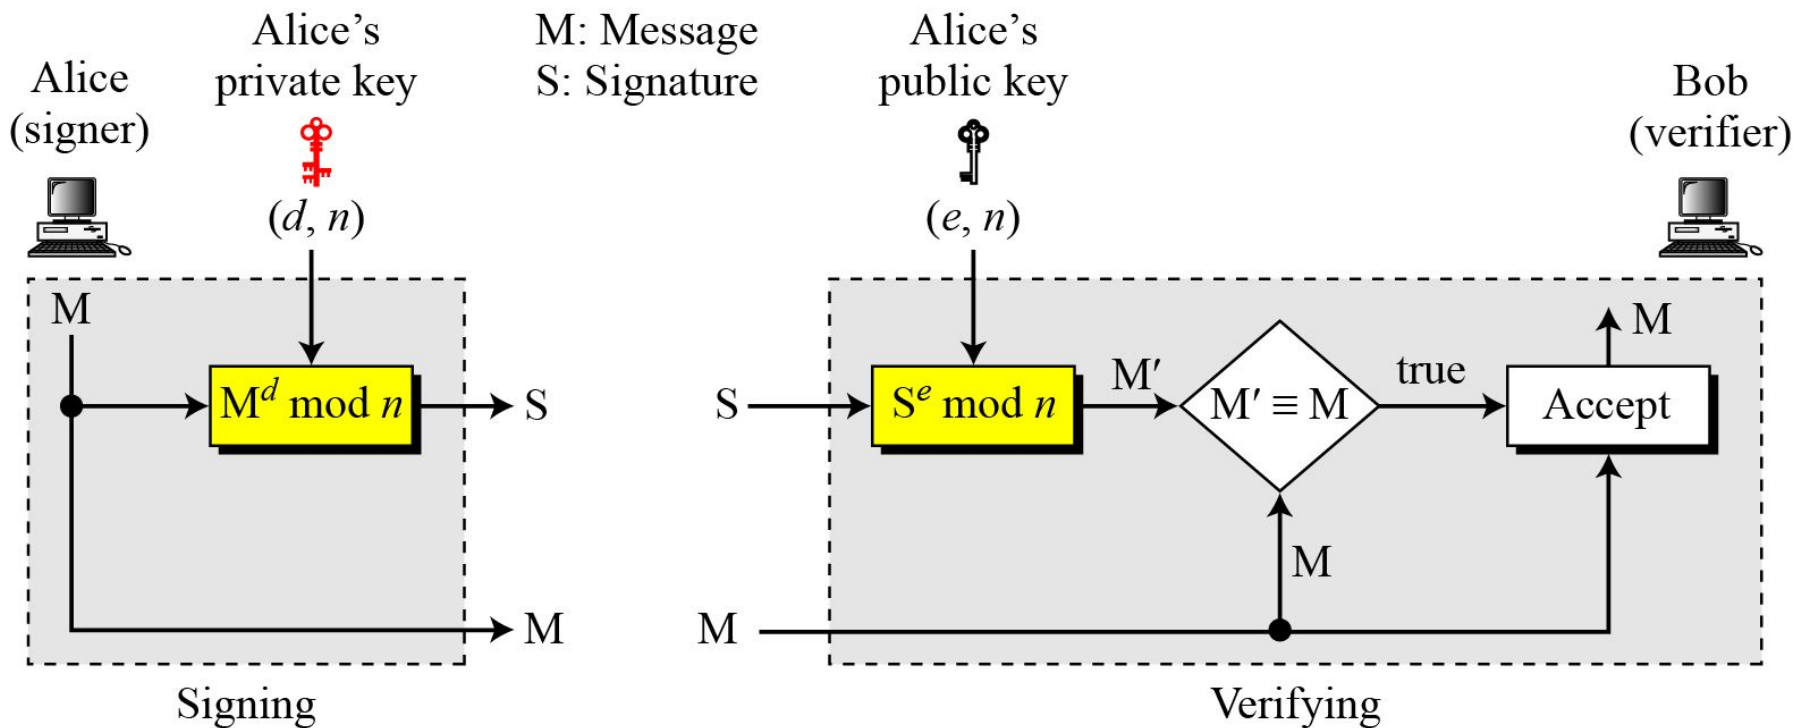 Alice
(signer)
Alice’s
private key
(d, n)
M: Message
S: Signature
Alice’s
public key
(e, n)
Bob
(verifier)
M
M^d mod n
S
M
Signing
S
S^e mod n
M′
M′ ≡ M
true
Accept
M
M
M
Verifying